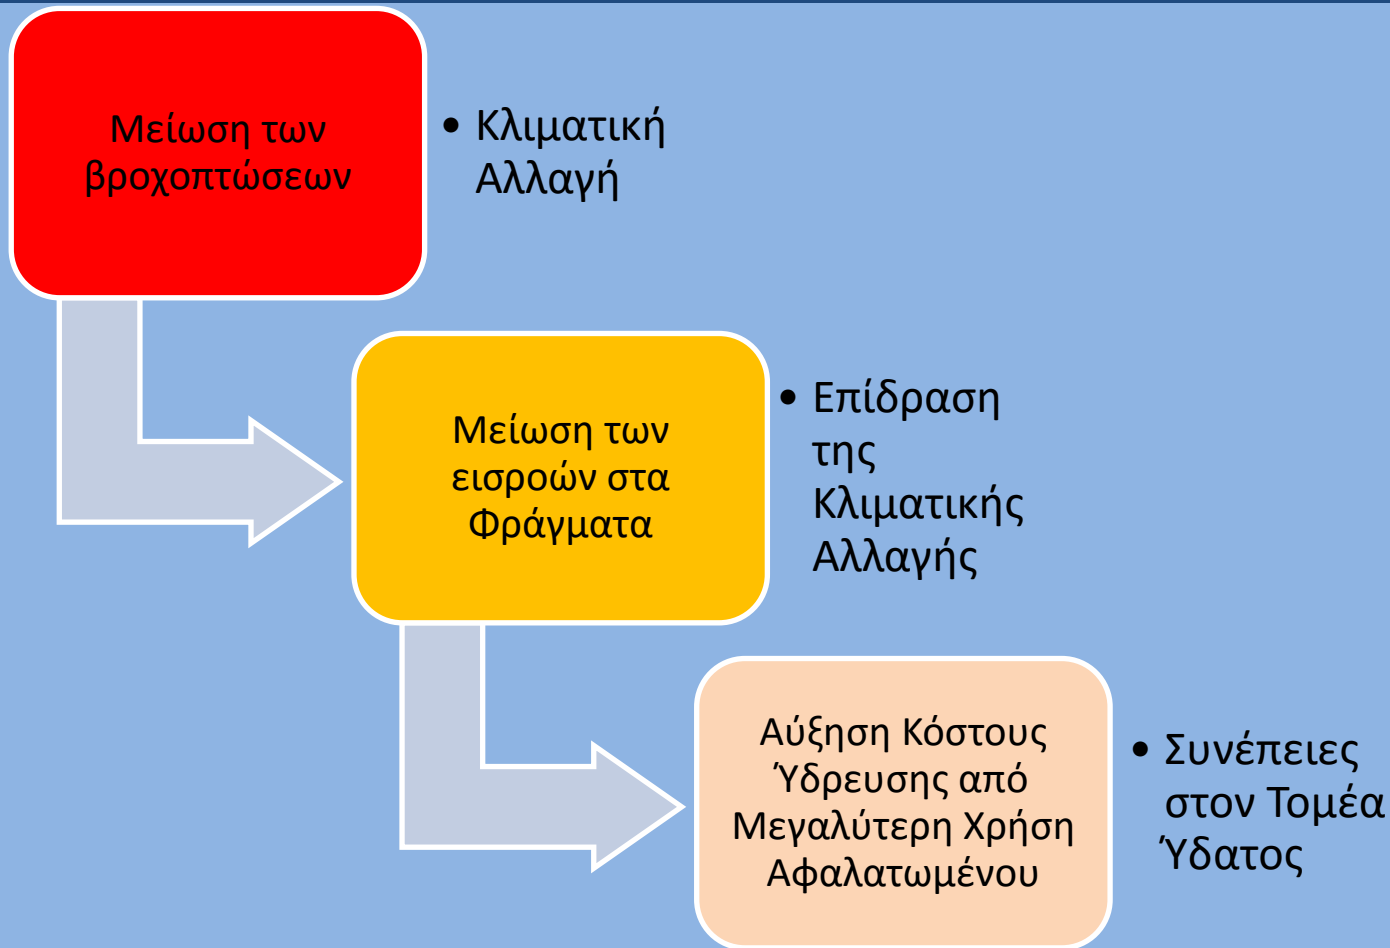 Μείωση των
βροχοπτώσεων
• Κλιματική
Αλλαγή
Μείωση των
εισροών στα
Φράγματα
• Επίδραση
της
Κλιματικής
Αλλαγής
Αύξηση Κόστους
Ύδρευσης από
Μεγαλύτερη Χρήση
Αφαλατωμένου
• Συνέπειες
στον Τομέα
Ύδατος